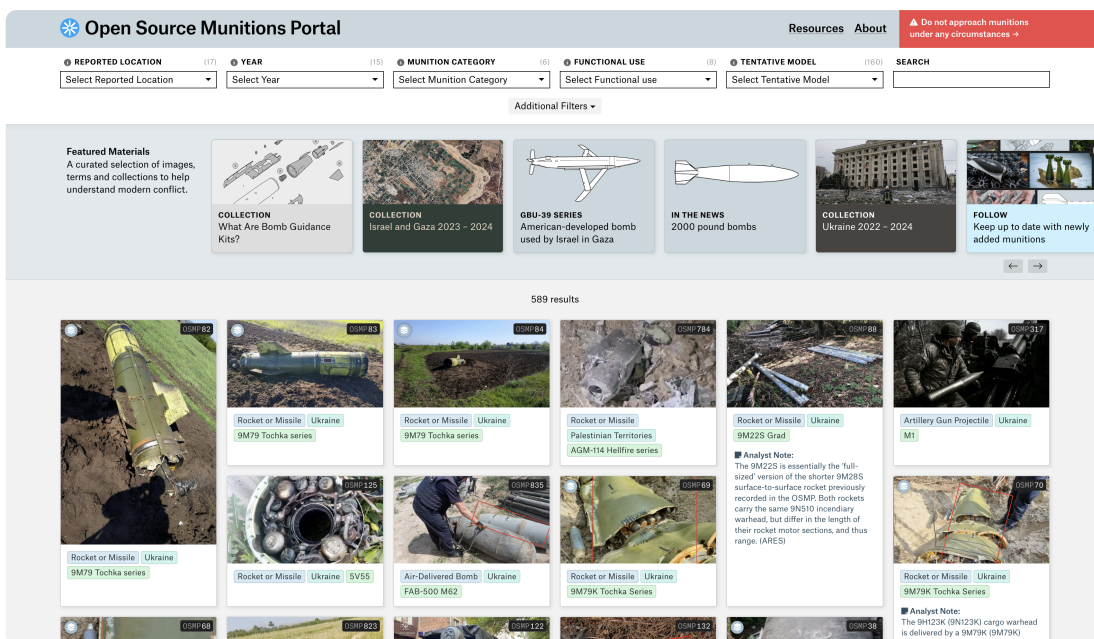 Open Source Munitions Portal
Resources About
Do not approach munitions
under any circumstances →
REPORTED LOCATION (17)
Select Reported Location
YEAR (15)
Select Year
MUNITION CATEGORY (6)
Select Munition Category
FUNCTIONAL USE (8)
Select Functional use
TENTATIVE MODEL (160)
Select Tentative Model
SEARCH
Additional Filters
Featured Materials
A curated selection of images,
terms and collections to help
understand modern conflict.
COLLECTION
What Are Bomb Guidance
Kits?
COLLECTION
Israel and Gaza 2023 – 2024
GBU-39 SERIES
American-developed bomb
used by Israel in Gaza
IN THE NEWS
2000 pound bombs
COLLECTION
Ukraine 2022 – 2024
FOLLOW
Keep up to date with newly
added munitions
← →
589 results
OSMP82
Rocket or Missile Ukraine
9M79 Tochka series
OSMP83
Rocket or Missile Ukraine
9M79 Tochka series
OSMP84
Rocket or Missile Ukraine
9M79 Tochka series
OSMP784
Rocket or Missile
Palestinian Territories
AGM-114 Hellfire series
OSMP88
Rocket or Missile Ukraine
9M22S Grad
Analyst Note:
The 9M22S is essentially the ‘full-
sized’ version of the shorter 9M28S
surface-to-surface rocket previously
recorded in the OSMP. Both rockets
carry the same 9N510 incendiary
warhead, but differ in the length of
their rocket motor sections, and thus
range. (ARES)
OSMP317
Artillery Gun Projectile Ukraine
M1
OSMP125
Rocket or Missile Ukraine 5V55
OSMP835
Air-Delivered Bomb Ukraine
FAB-500 M62
OSMP69
Rocket or Missile Ukraine
9M79K Tochka Series
OSMP70
Rocket or Missile Ukraine
9M79K Tochka Series
Analyst Note:
The 9H123K (9N123K) cargo warhead
is delivered by a 9M79K (9M79K)
OSMP68
OSMP823
OSMP122
OSMP132
OSMP38